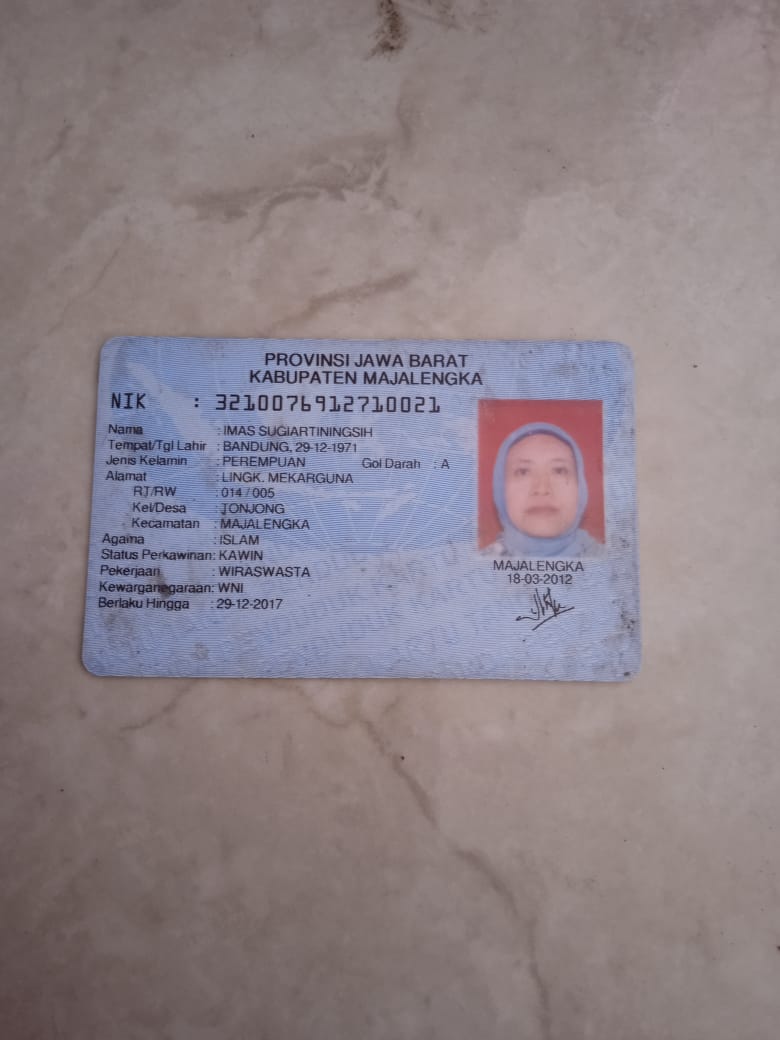 PROVINSI JAWA BARAT
KABUPATEN MAJALENGKA
NIK : 3210076912710021
Nama : IMAS SUGIARTININGSIH
Tempat/Tgl Lahir : BANDUNG, 29-12-1971
Jenis Kelamin : PEREMPUAN Gol Darah : A
Alamat : LINGK. MEKARGUNA
RT/RW : 014 / 005
Kel/Desa : TONJONG
Kecamatan : MAJALENGKA
Agama : ISLAM
Status Perkawinan: KAWIN
Pekerjaan : WIRASWASTA
Kewarganegaraan: WNI
Berlaku Hingga : 29-12-2017
MAJALENGKA
18-03-2012